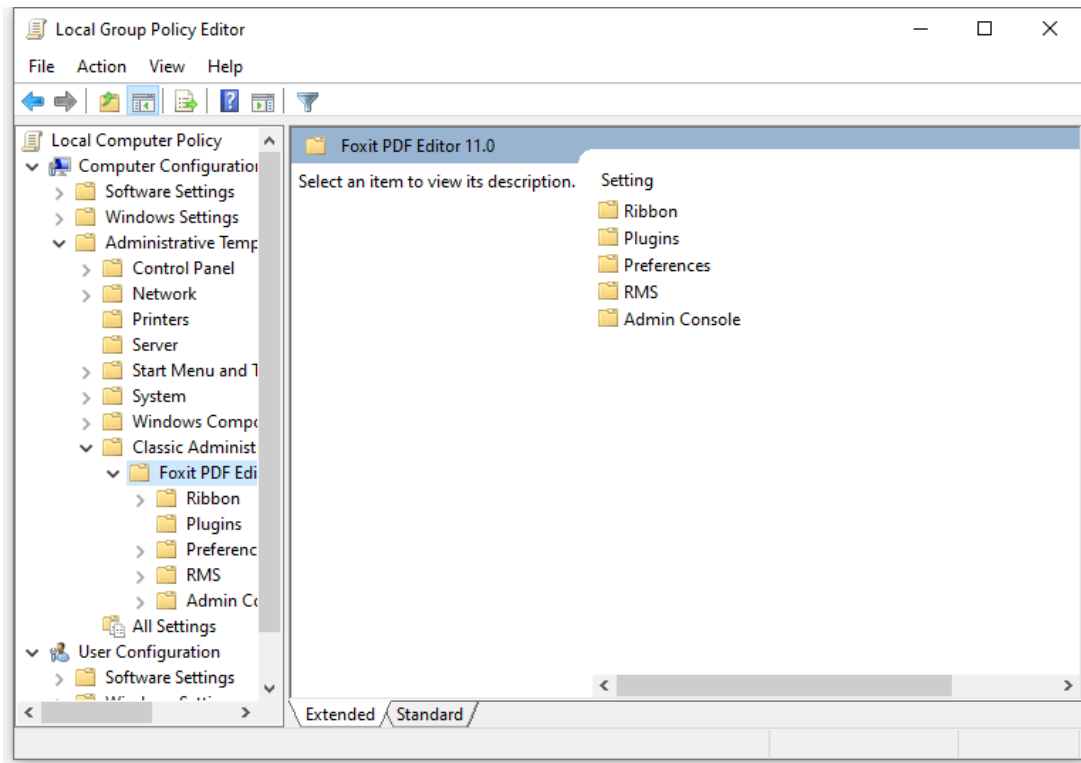 Local Group Policy Editor
File Action View Help
Local Computer Policy
Computer Configuration
Software Settings
Windows Settings
Administrative Temp
Control Panel
Network
Printers
Server
Start Menu and T
System
Windows Compo
Classic Administ
Foxit PDF Edi
Ribbon
Plugins
Preferenc
RMS
Admin Co
All Settings
User Configuration
Software Settings
Foxit PDF Editor 11.0
Select an item to view its description.
Setting
Ribbon
Plugins
Preferences
RMS
Admin Console
Extended Standard